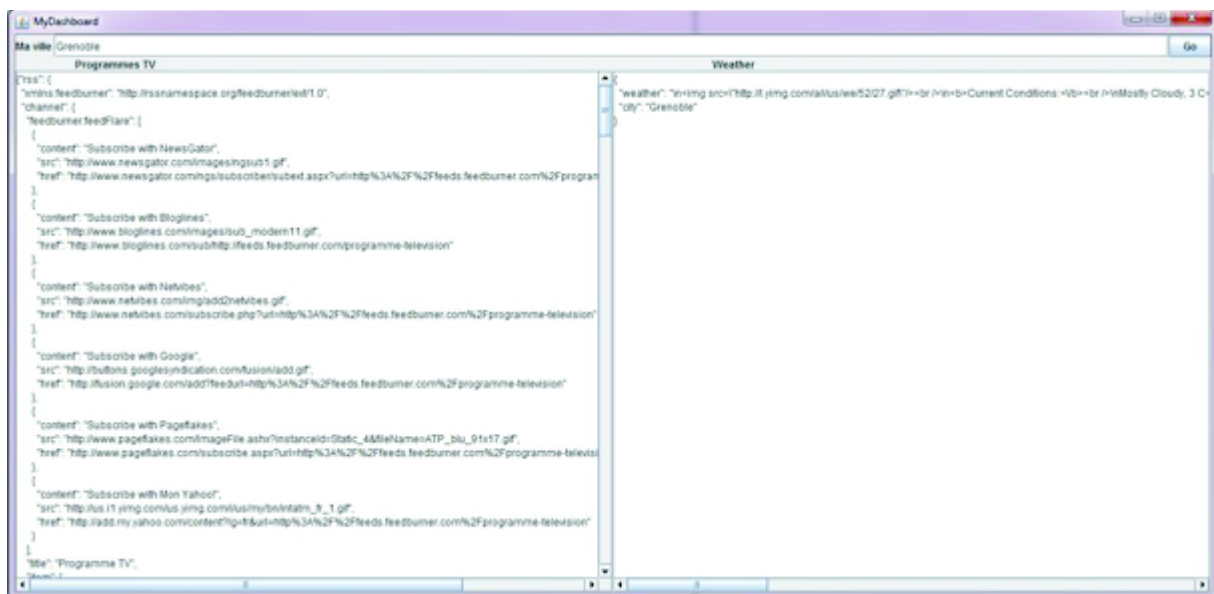 MyDashboard
Ma ville Grenoble Go
Programmes TV Weather
{"rss": {
"xmlns:feedburner": "http://rssnamespace.org/feedburner/ext/1.0",
"channel": {
"feedburner:feedFlare": [
{
"content": "Subscribe with NewsGator",
"src": "http://www.newsgator.com/images/ngsub1.gif",
"href": "http://www.newsgator.com/ngs/subscriber/subext.aspx?url=http%3A%2F%2Ffeeds.feedburner.com%2Fprogram
},
{
"content": "Subscribe with Bloglines",
"src": "http://www.bloglines.com/images/sub_modern11.gif",
"href": "http://www.bloglines.com/sub/http://feeds.feedburner.com/programme-television"
},
{
"content": "Subscribe with Netvibes",
"src": "http://www.netvibes.com/img/add2netvibes.gif",
"href": "http://www.netvibes.com/subscribe.php?url=http%3A%2F%2Ffeeds.feedburner.com%2Fprogramme-television"
},
{
"content": "Subscribe with Google",
"src": "http://buttons.googlesyndication.com/fusion/add.gif",
"href": "http://fusion.google.com/add?feedurl=http%3A%2F%2Ffeeds.feedburner.com%2Fprogramme-television"
},
{
"content": "Subscribe with Pageflakes",
"src": "http://www.pageflakes.com/ImageFile.ashx?instanceId=Static_4&fileName=ATP_blu_91x17.gif",
"href": "http://www.pageflakes.com/subscribe.aspx?url=http%3A%2F%2Ffeeds.feedburner.com%2Fprogramme-televisi
},
{
"content": "Subscribe with Mon Yahoo!",
"src": "http://us.i1.yimg.com/us.yimg.com/i/us/my/bn/intatm_fr_1.gif",
"href": "http://add.my.yahoo.com/content?lg=fr&url=http%3A%2F%2Ffeeds.feedburner.com%2Fprogramme-television"
}
],
"title": "Programme TV",
"item": [
{
"weather": "\n<img src=\"http://l.yimg.com/a/i/us/we/52/27.gif\"/><br />\n<b>Current Conditions:</b><br />\nMostly Cloudy, 3 C<
"city": "Grenoble"
}